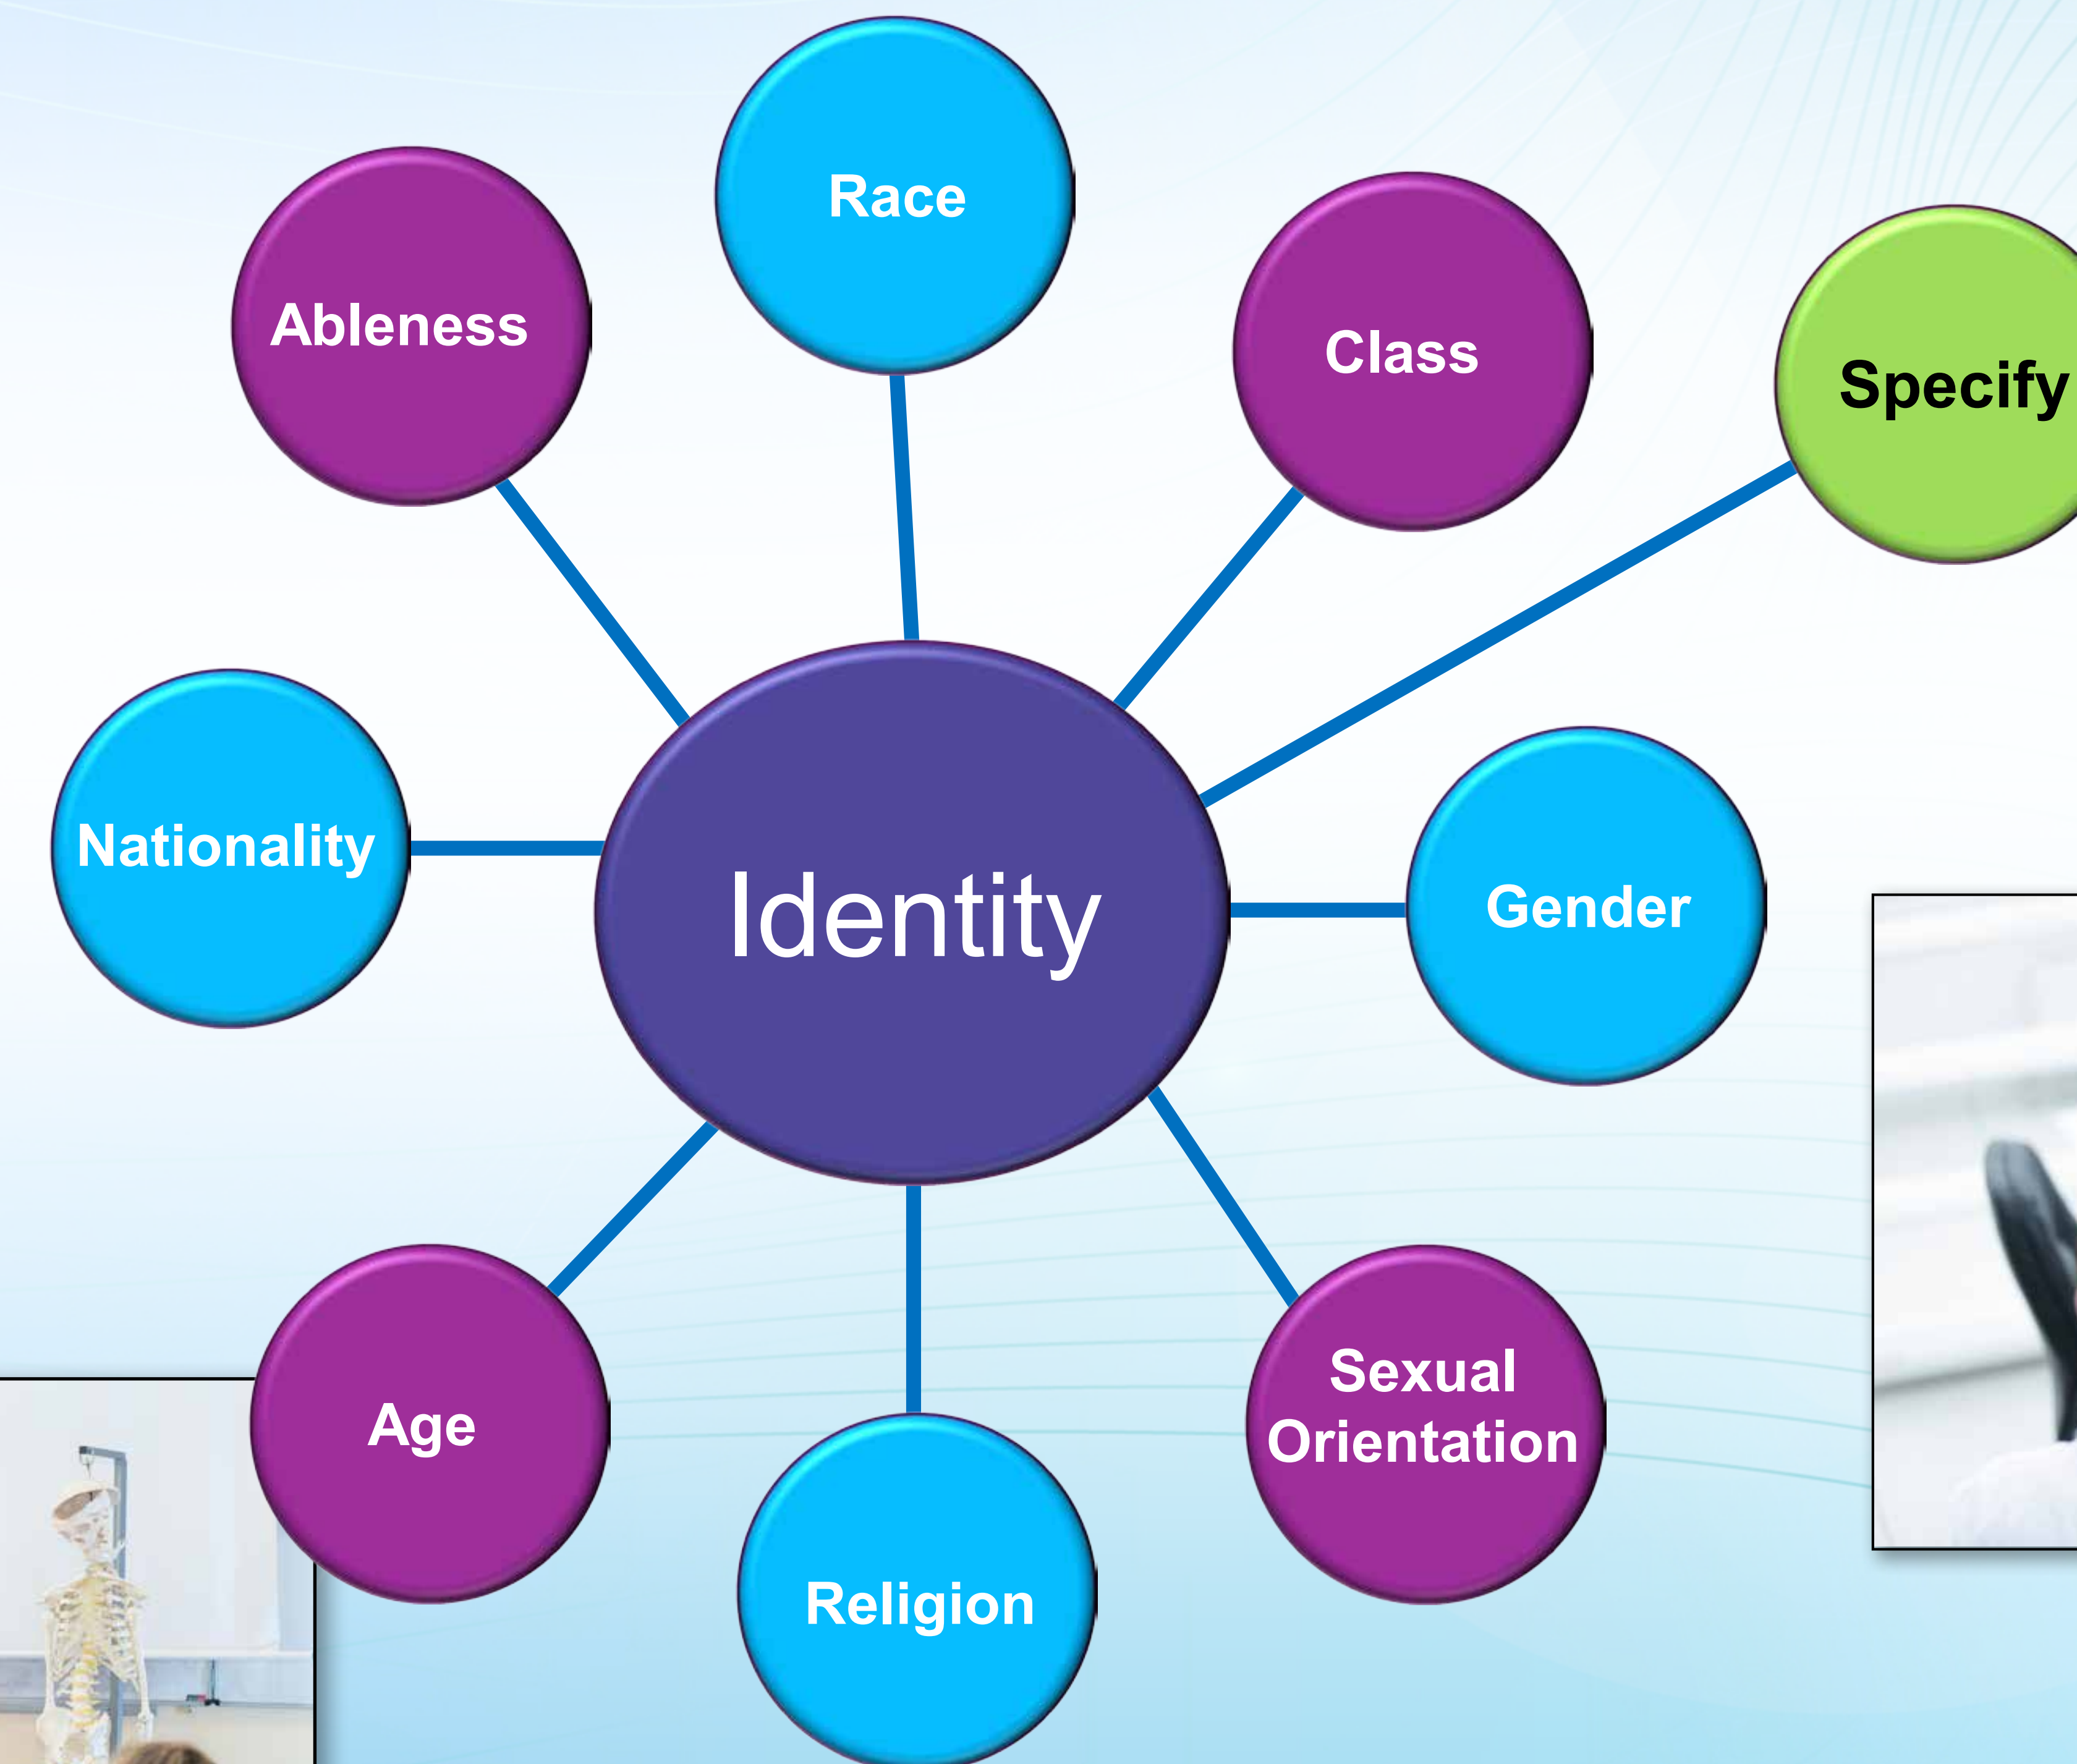 Race
Ableness
Class
Specify
Nationality
Identity
Gender
Sexual
Orientation
Age
Religion